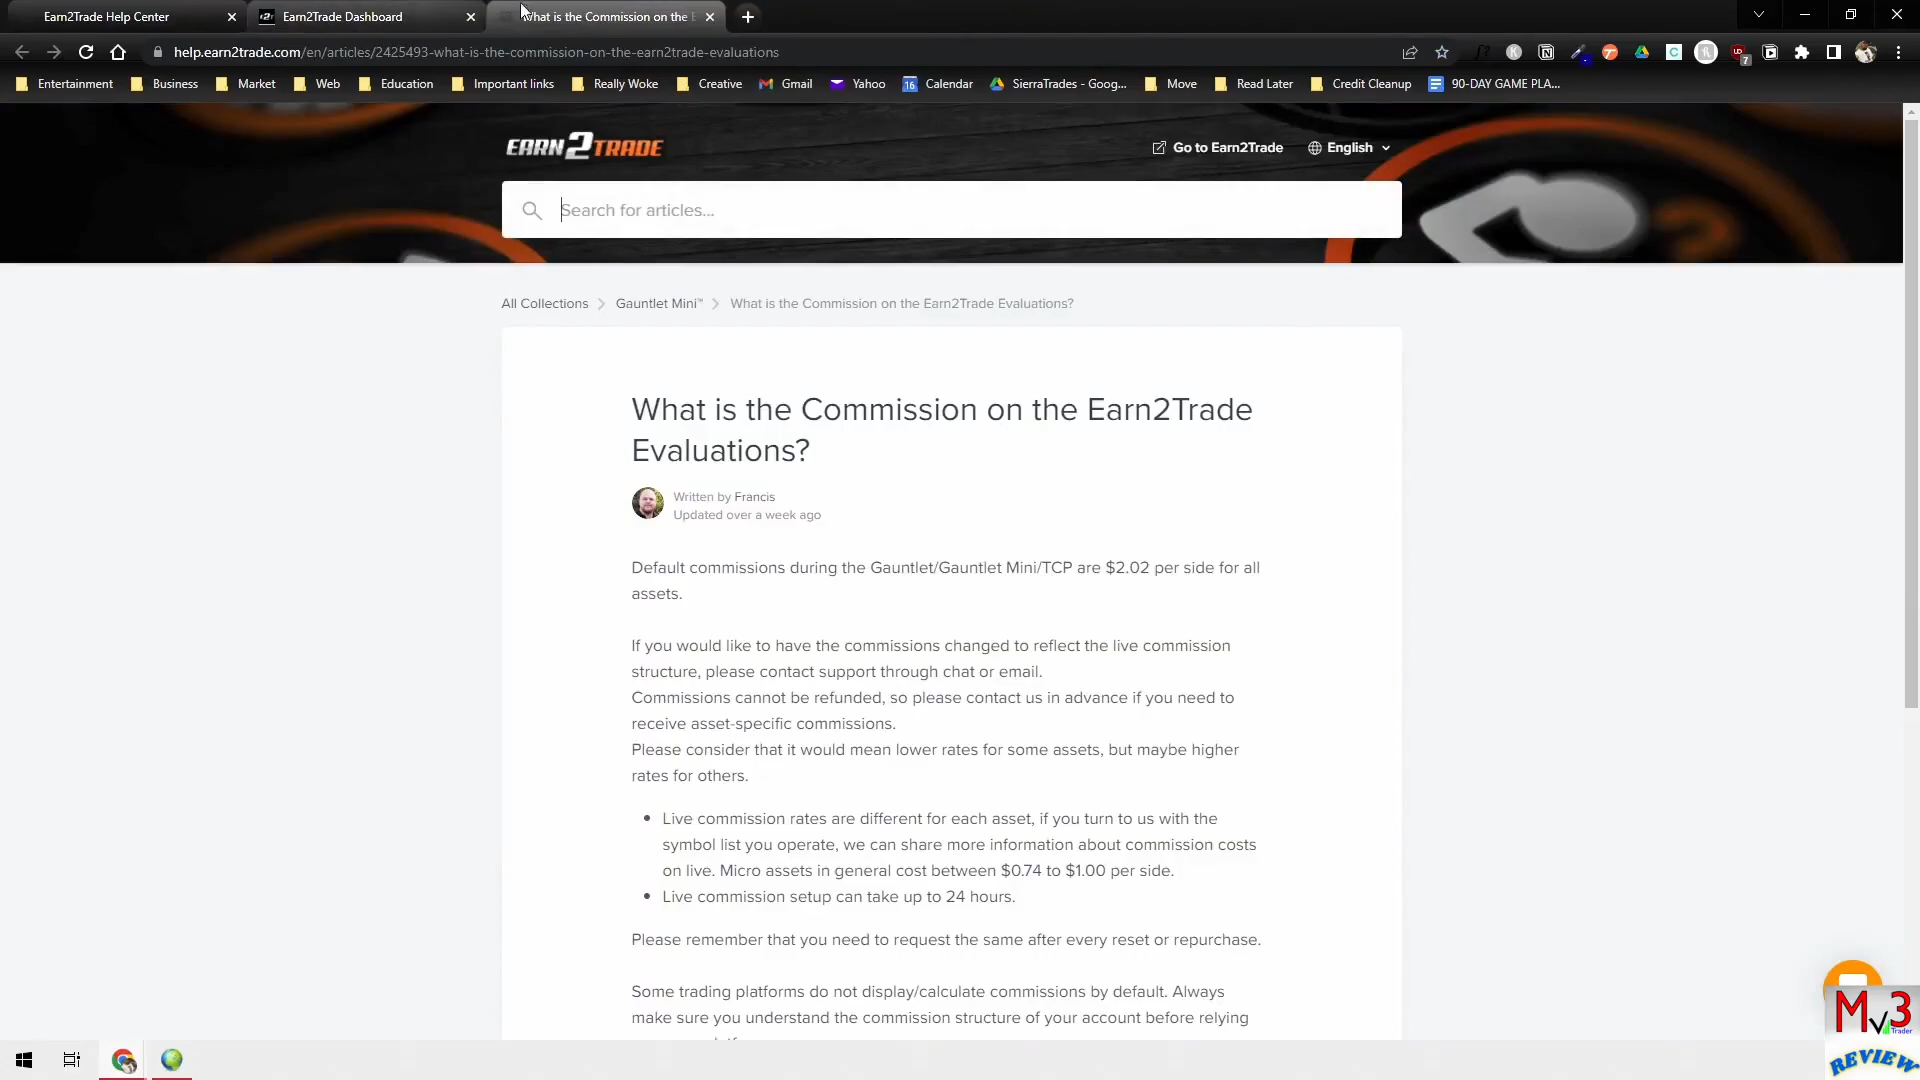 Earn2Trade Help Center
Earn2Trade Dashboard
What is the Commission on the E
help.earn2trade.com/en/articles/2425493-what-is-the-commission-on-the-earn2trade-evaluations
7
Entertainment Business Market Web Education Important links Really Woke Creative Gmail Yahoo 16 Calendar SierraTrades - Goog... Move Read Later Credit Cleanup 90-DAY GAME PLA...
EARN2TRADE
Go to Earn2Trade
English
Search for articles...
All Collections
Gauntlet Mini™
What is the Commission on the Earn2Trade Evaluations?
What is the Commission on the Earn2Trade
Evaluations?
Written by Francis
Updated over a week ago
Default commissions during the Gauntlet/Gauntlet Mini/TCP are $2.02 per side for all
assets.
If you would like to have the commissions changed to reflect the live commission
structure, please contact support through chat or email.
Commissions cannot be refunded, so please contact us in advance if you need to
receive asset-specific commissions.
Please consider that it would mean lower rates for some assets, but maybe higher
rates for others.
• Live commission rates are different for each asset, if you turn to us with the
symbol list you operate, we can share more information about commission costs
on live. Micro assets in general cost between $0.74 to $1.00 per side.
• Live commission setup can take up to 24 hours.
Please remember that you need to request the same after every reset or repurchase.
Some trading platforms do not display/calculate commissions by default. Always
make sure you understand the commission structure of your account before relying
Mv3
Trader
REVIEW